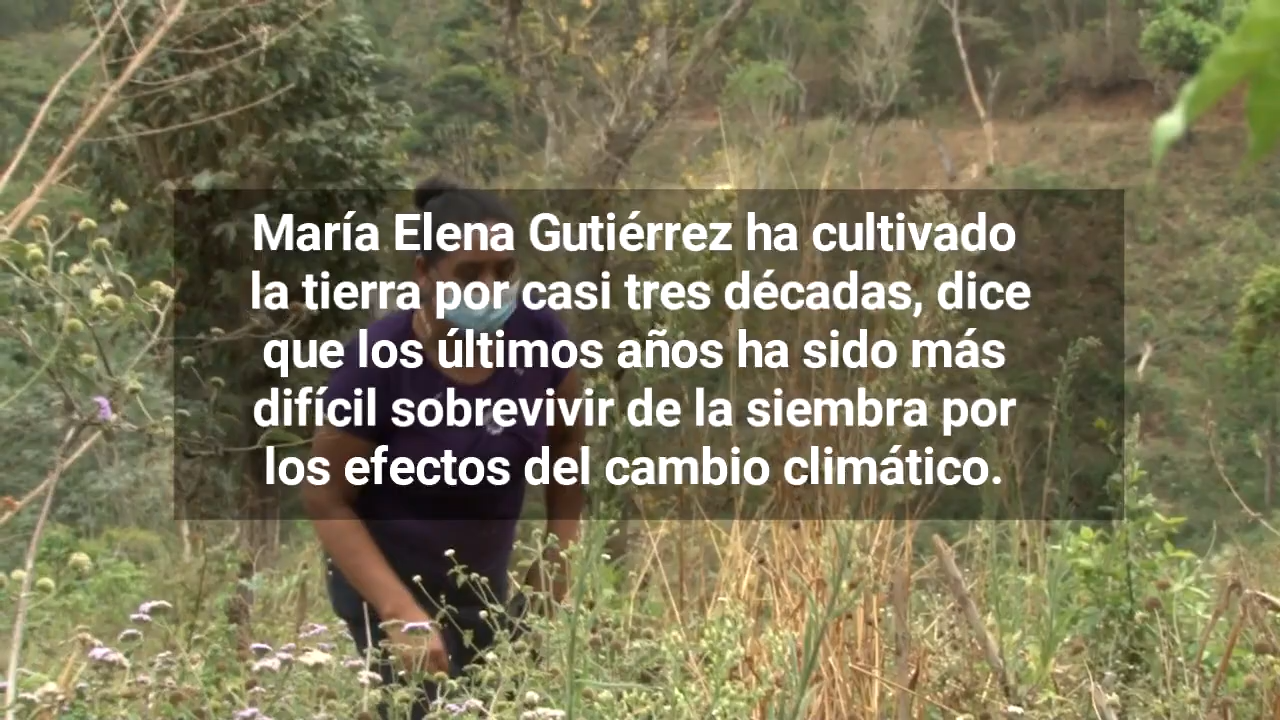 María Elena Gutiérrez ha cultivado
la tierra por casi tres décadas, dice
que los últimos años ha sido más
difícil sobrevivir de la siembra por
los efectos del cambio climático.